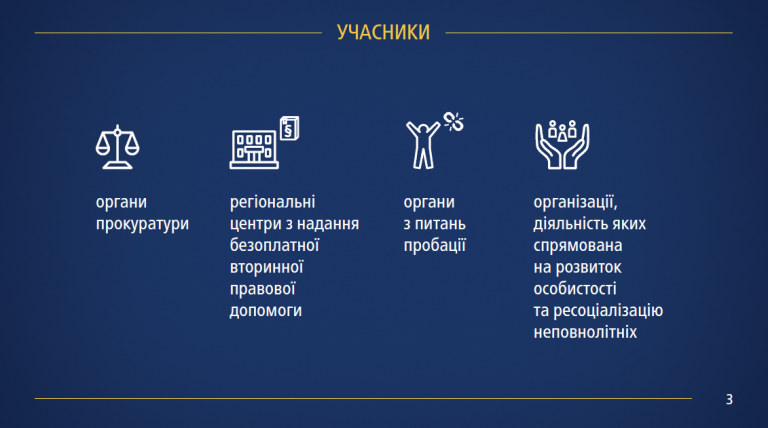 УЧАСНИКИ
§
органи
прокуратури
регіональні
центри з надання
безоплатної
вторинної
правової
допомоги
органи
з питань
пробації
організації,
діяльність яких
спрямована
на розвиток
особистості
та ресоціалізацію
неповнолітніх
3